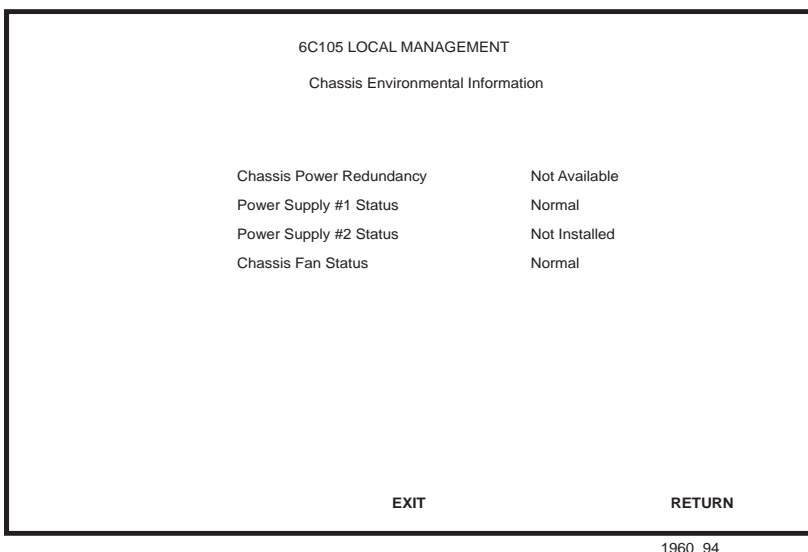 6C105 LOCAL MANAGEMENT
Chassis Environmental Information
Chassis Power Redundancy Not Available
Power Supply #1 Status Normal
Power Supply #2 Status Not Installed
Chassis Fan Status Normal
EXIT RETURN
1960_94